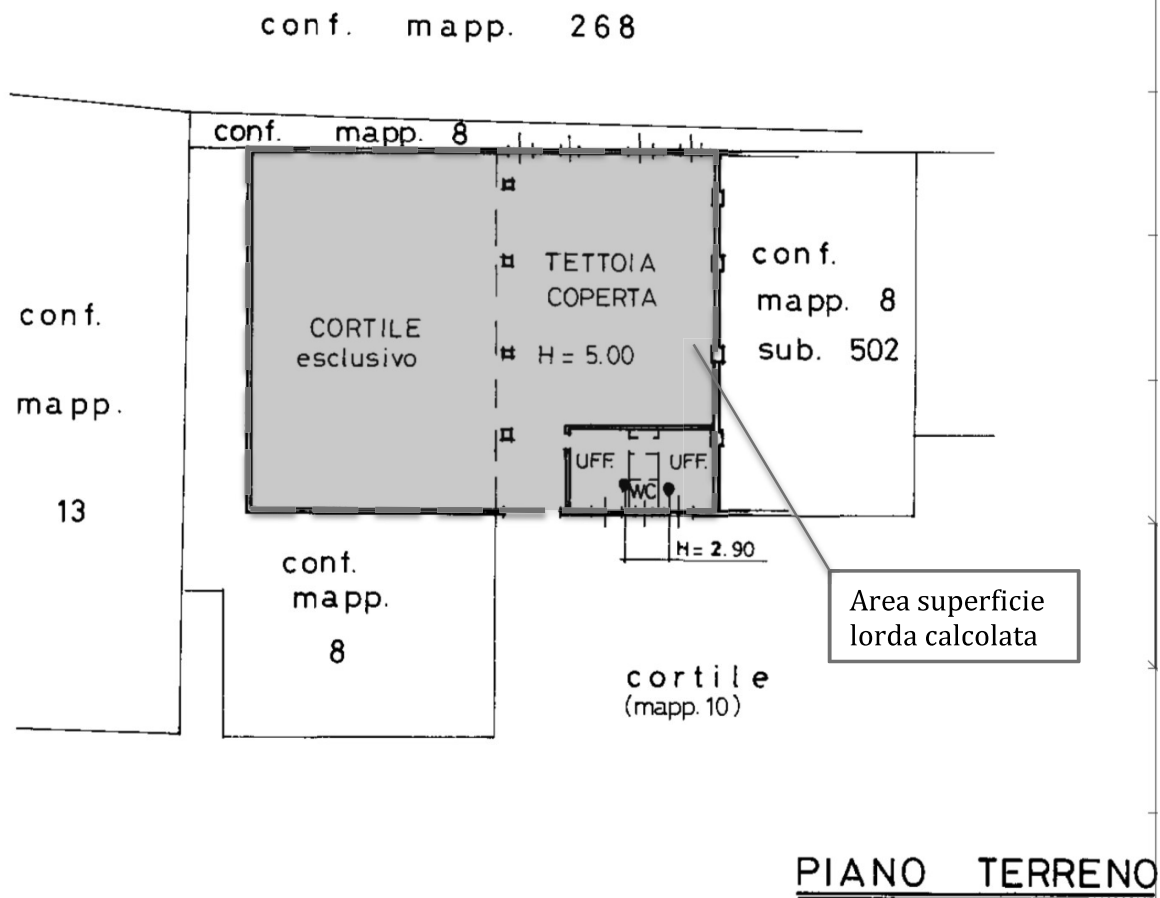 conf. mapp. 268
conf. mapp. 8
TETTOIA
COPERTA
H = 5.00
CORTILE
esclusivo
conf.
mapp. 8
sub. 502
conf.
mapp.
13
UFF.
WC
UFF.
H = 2.90
conf.
mapp.
8
Area superficie
lorda calcolata
cortile
(mapp. 10)
PIANO TERRENO